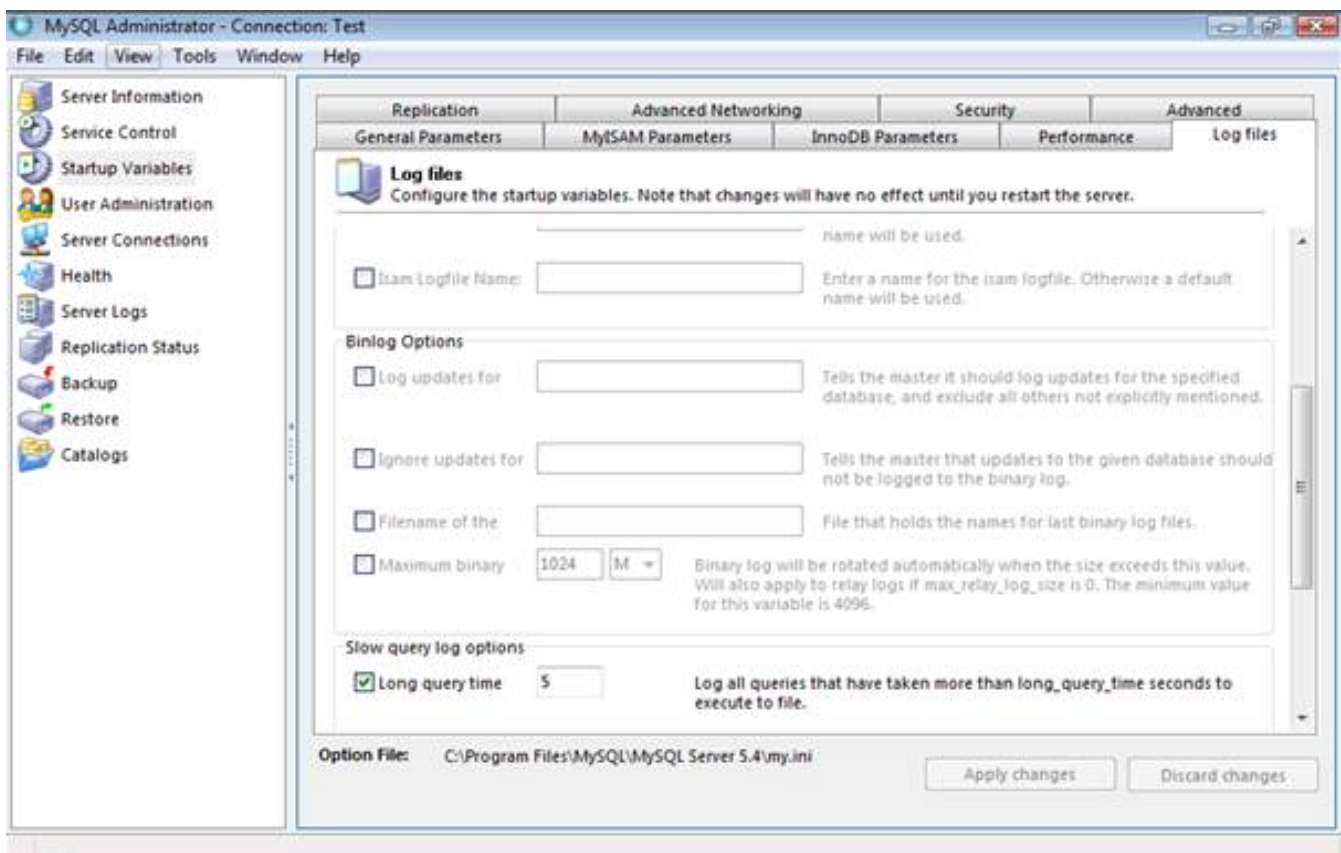 MySQL Administrator - Connection: Test
File Edit View Tools Window Help
Server Information
Service Control
Startup Variables
User Administration
Server Connections
Health
Server Logs
Replication Status
Backup
Restore
Catalogs
Replication Advanced Networking Security Advanced
General Parameters MyISAM Parameters InnoDB Parameters Performance Log files
Log files
Configure the startup variables. Note that changes will have no effect until you restart the server.
name will be used.
Isam Logfile Name:
Enter a name for the isam logfile. Otherwise a default
name will be used.
Binlog Options
Log updates for
Tells the master it should log updates for the specified
database, and exclude all others not explicitly mentioned.
Ignore updates for
Tells the master that updates to the given database should
not be logged to the binary log.
Filename of the
File that holds the names for last binary log files.
Maximum binary
1024 M
Binary log will be rotated automatically when the size exceeds this value.
Will also apply to relay logs if max_relay_log_size is 0. The minimum value
for this variable is 4096.
Slow query log options
Long query time
Log all queries that have taken more than long_query_time seconds to
execute to file.
Option File: C:\Program Files\MySQL\MySQL Server 5.4\my.ini
Apply changes Discard changes